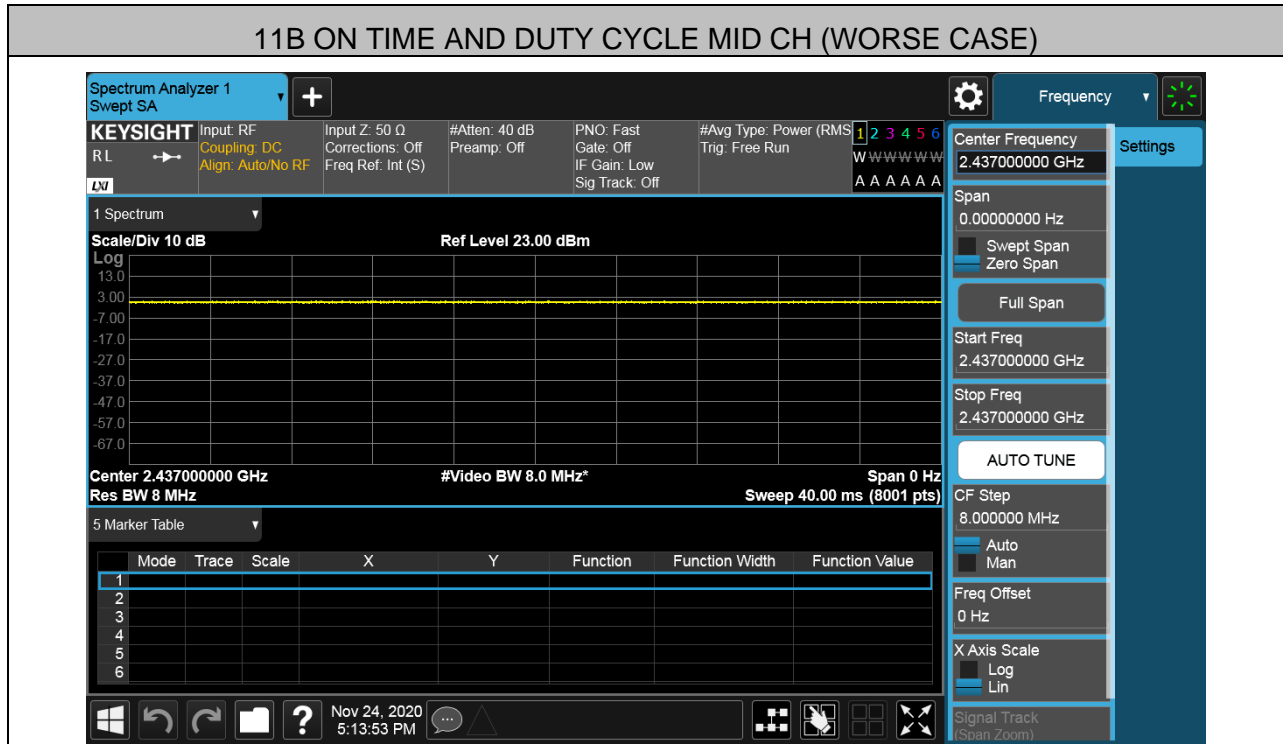 11B ON TIME AND DUTY CYCLE MID CH (WORSE CASE)
Spectrum Analyzer 1
Swept SA
Frequency
KEYSIGHT
RL
LXI
Input: RF
Coupling: DC
Align: Auto/No RF
Input Z: 50 Ω
Corrections: Off
Freq Ref: Int (S)
#Atten: 40 dB
Preamp: Off
PNO: Fast
Gate: Off
IF Gain: Low
Sig Track: Off
#Avg Type: Power (RMS
Trig: Free Run
1 2 3 4 5 6
W W W W W W
A A A A A A
1 Spectrum
Scale/Div 10 dB
Ref Level 23.00 dBm
Log
13.0
3.00
-7.00
-17.0
-27.0
-37.0
-47.0
-57.0
-67.0
Center 2.437000000 GHz
#Video BW 8.0 MHz*
Span 0 Hz
Res BW 8 MHz
Sweep 40.00 ms (8001 pts)
5 Marker Table
Mode Trace Scale X Y Function Function Width Function Value
1
2
3
4
5
6
Nov 24, 2020
5:13:53 PM
Center Frequency
2.437000000 GHz
Settings
Span
0.00000000 Hz
Swept Span
Zero Span
Full Span
Start Freq
2.437000000 GHz
Stop Freq
2.437000000 GHz
AUTO TUNE
CF Step
8.000000 MHz
Auto
Man
Freq Offset
0 Hz
X Axis Scale
Log
Lin
Signal Track
(Span Zoom)